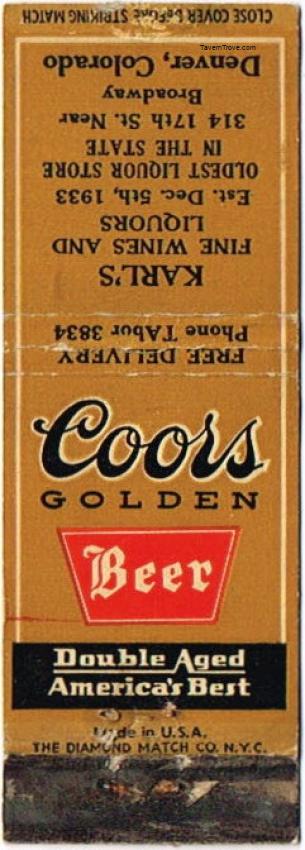 CLOSE COVER BEFORE STRIKING MATCH
TavernTrove.com
Coors
GOLDEN
Beer
Double Aged
America's Best
Made in U.S.A.
THE DIAMOND MATCH CO. N.Y.C.
FREE DELIVERY
Phone TAbor 3834
KARL'S
FINE WINES AND
LIQUORS
Est. Dec. 5th, 1933
OLDEST LIQUOR STORE
IN THE STATE
314 17th St. Near
Broadway
Denver, Colorado